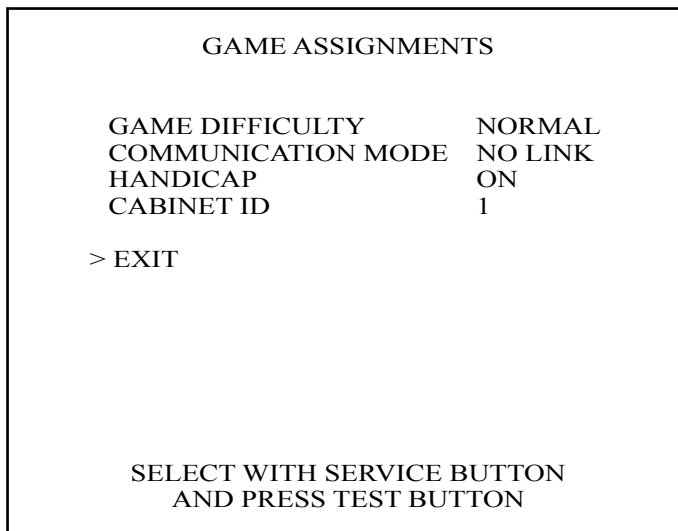 GAME ASSIGNMENTS
GAME DIFFICULTY NORMAL
COMMUNICATION MODE NO LINK
HANDICAP ON
CABINET ID 1
> EXIT
SELECT WITH SERVICE BUTTON
AND PRESS TEST BUTTON